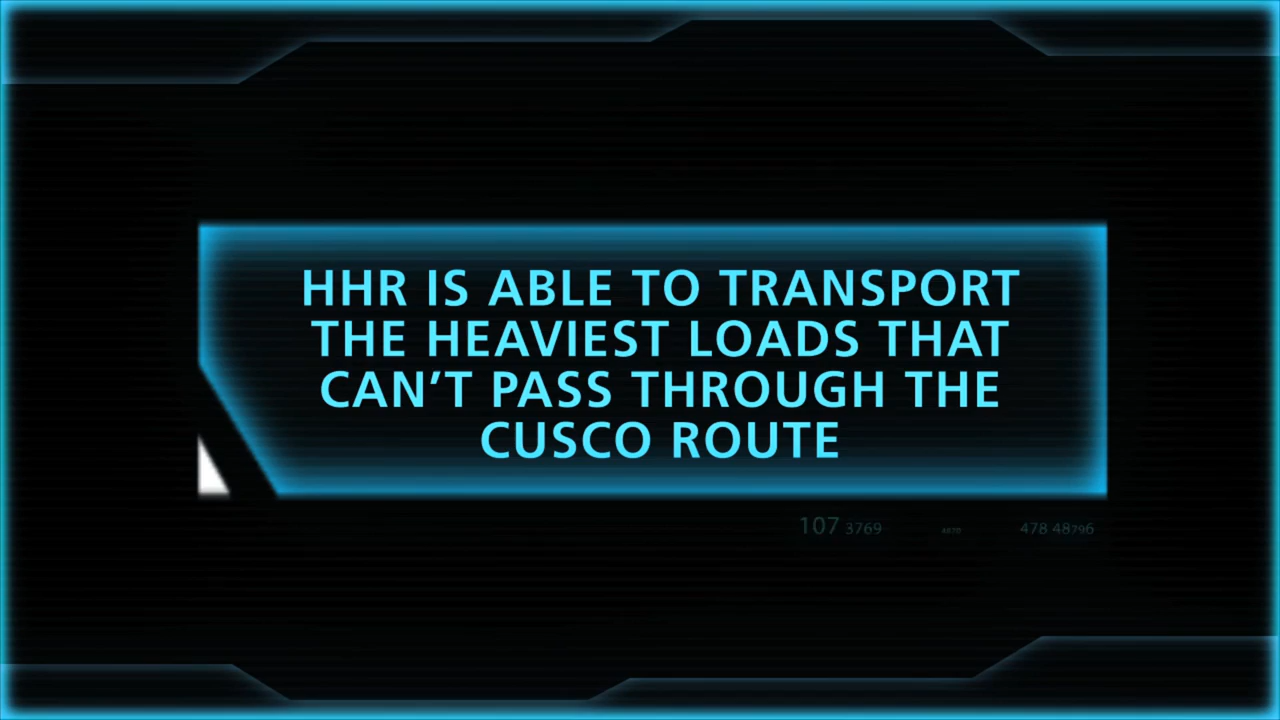 HHR IS ABLE TO TRANSPORT
THE HEAVIEST LOADS THAT
CAN’T PASS THROUGH THE
CUSCO ROUTE
107 3769 478 48796